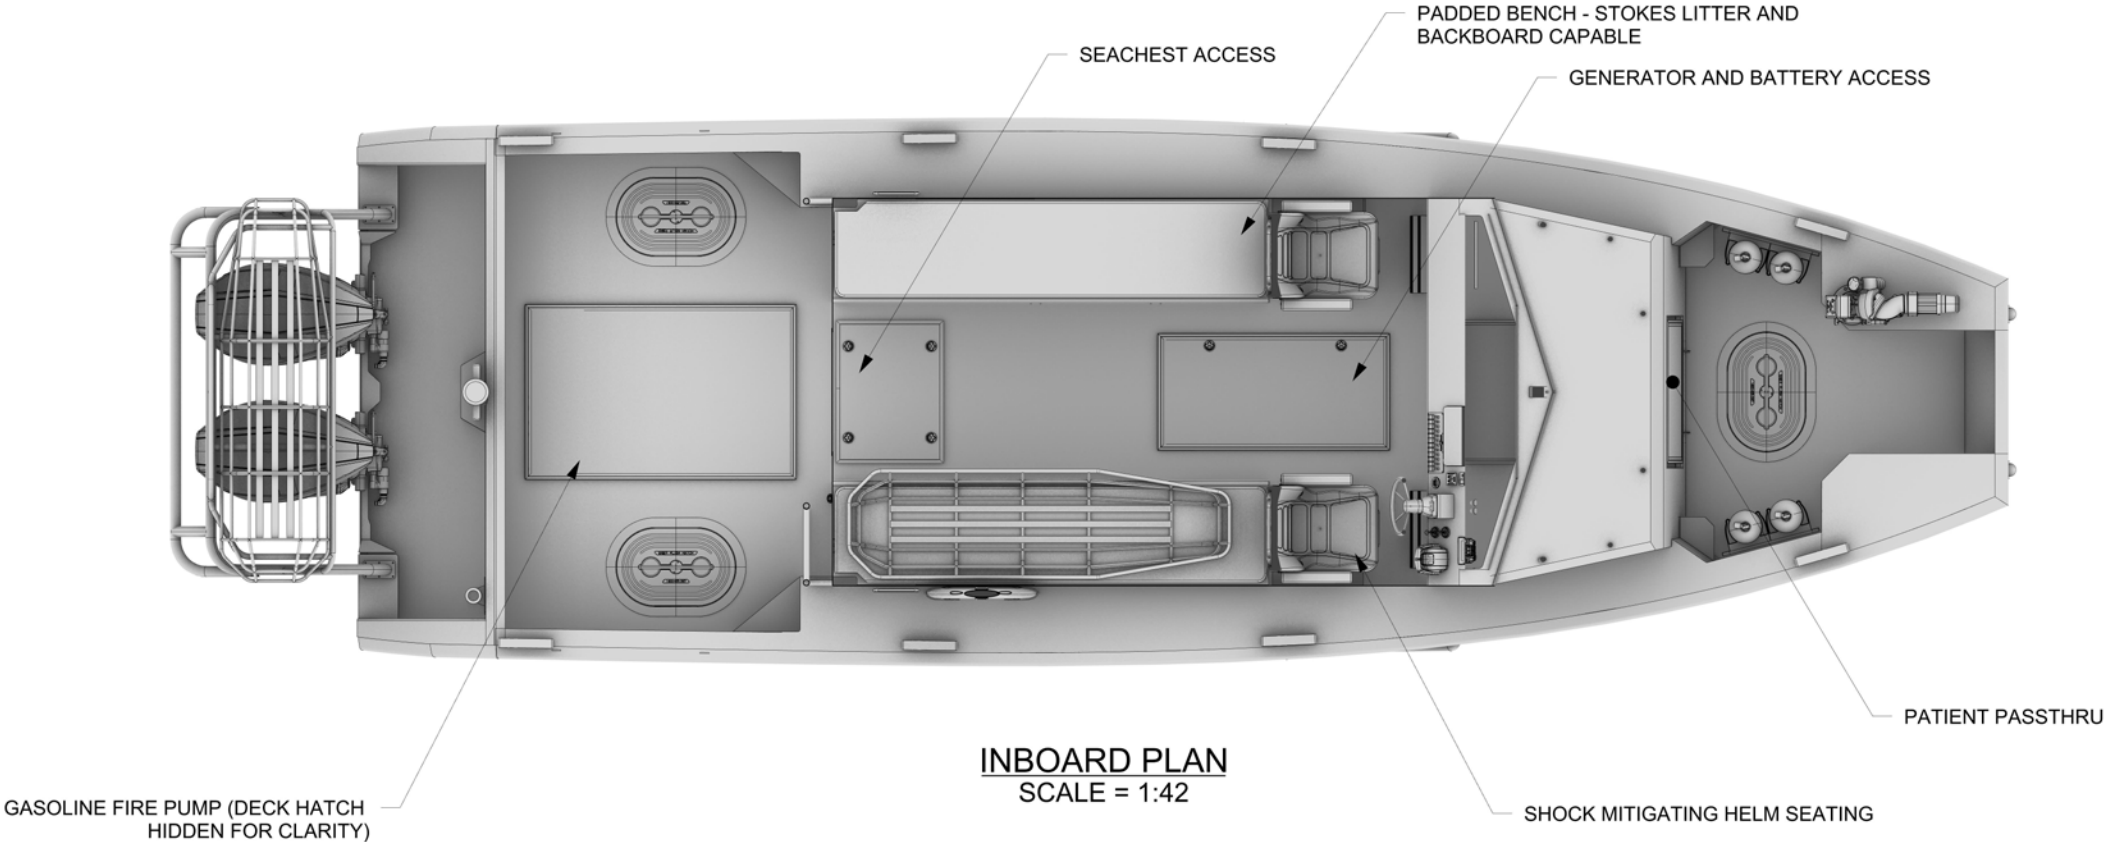 PADDED BENCH - STOKES LITTER AND
BACKBOARD CAPABLE
SEACHEST ACCESS
GENERATOR AND BATTERY ACCESS
PATIENT PASSTHRU
INBOARD PLAN
SCALE = 1:42
GASOLINE FIRE PUMP (DECK HATCH
HIDDEN FOR CLARITY)
SHOCK MITIGATING HELM SEATING